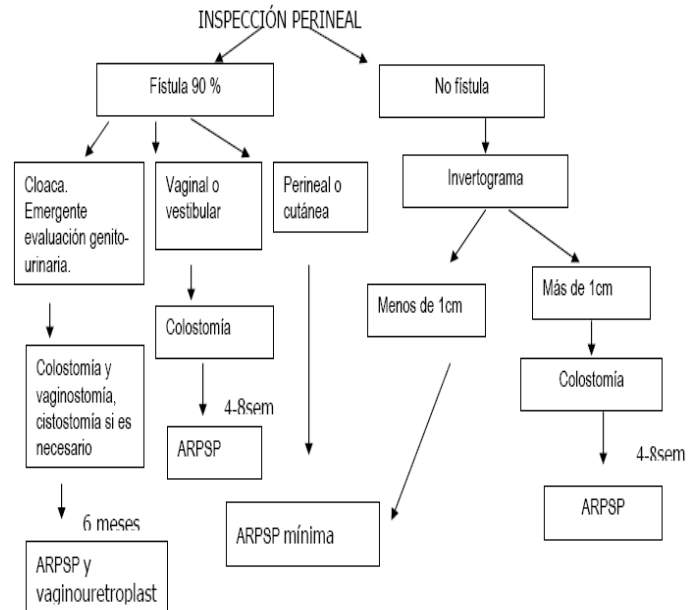 INSPECCIÓN PERINEAL
Fístula 90 %
No fístula
Cloaca.
Emergente
evaluación genito-
urinaria.
Vaginal o
vestibular
Perineal o
cutánea
Invertograma
Menos de 1cm
Más de 1cm
Colostomía
Colostomía y
vaginostomía,
cistostomía si es
necesario
Colostomía
4-8sem
ARPSP
4-8sem
ARPSP
6 meses
ARPSP mínima
ARPSP y
vaginouretroplast